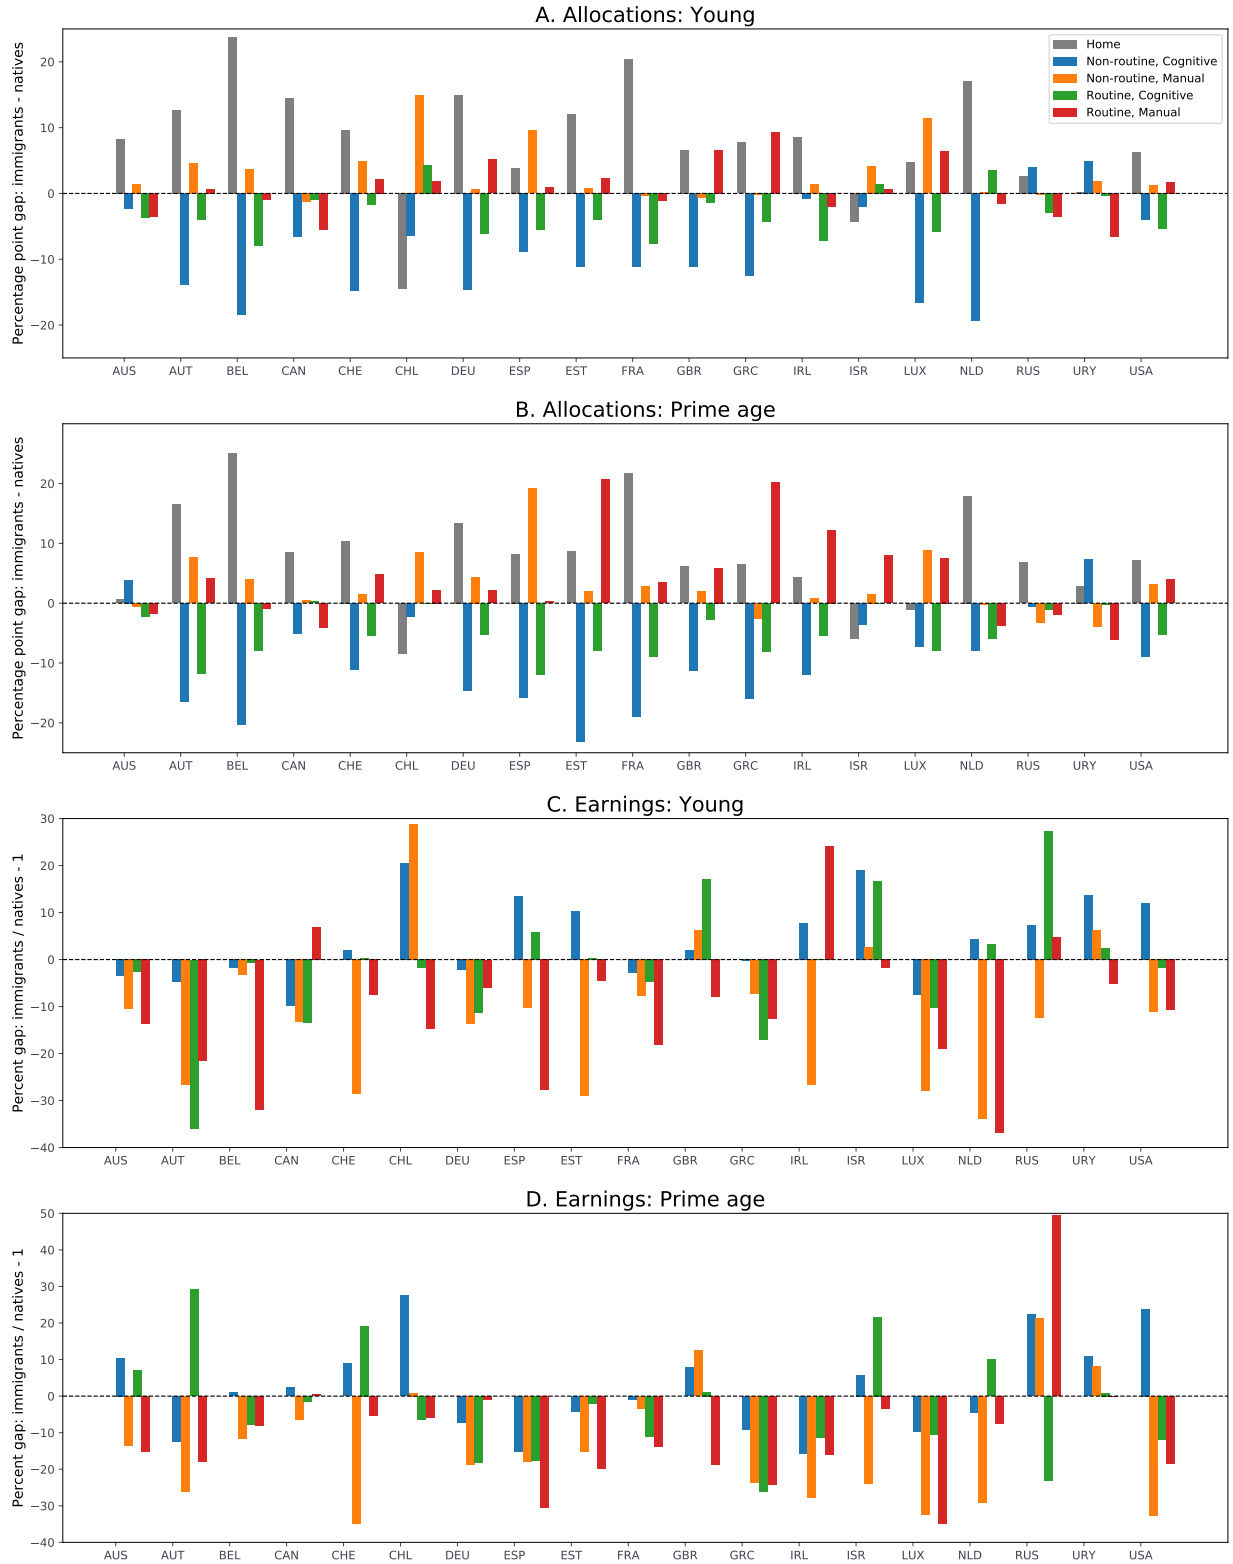 A. Allocations: Young
Percentage point gap: immigrants - natives
20
10
0
−10
−20
Home
Non-routine, Cognitive
Non-routine, Manual
Routine, Cognitive
Routine, Manual
AUS AUT BEL CAN CHE CHL DEU ESP EST FRA GBR GRC IRL ISR LUX NLD RUS URY USA
B. Allocations: Prime age
Percentage point gap: immigrants - natives
20
10
0
−10
−20
AUS AUT BEL CAN CHE CHL DEU ESP EST FRA GBR GRC IRL ISR LUX NLD RUS URY USA
C. Earnings: Young
Percent gap: immigrants / natives - 1
30
20
10
0
−10
−20
−30
−40
AUS AUT BEL CAN CHE CHL DEU ESP EST FRA GBR GRC IRL ISR LUX NLD RUS URY USA
D. Earnings: Prime age
Percent gap: immigrants / natives - 1
50
40
30
20
10
0
−10
−20
−30
−40
AUS AUT BEL CAN CHE CHL DEU ESP EST FRA GBR GRC IRL ISR LUX NLD RUS URY USA